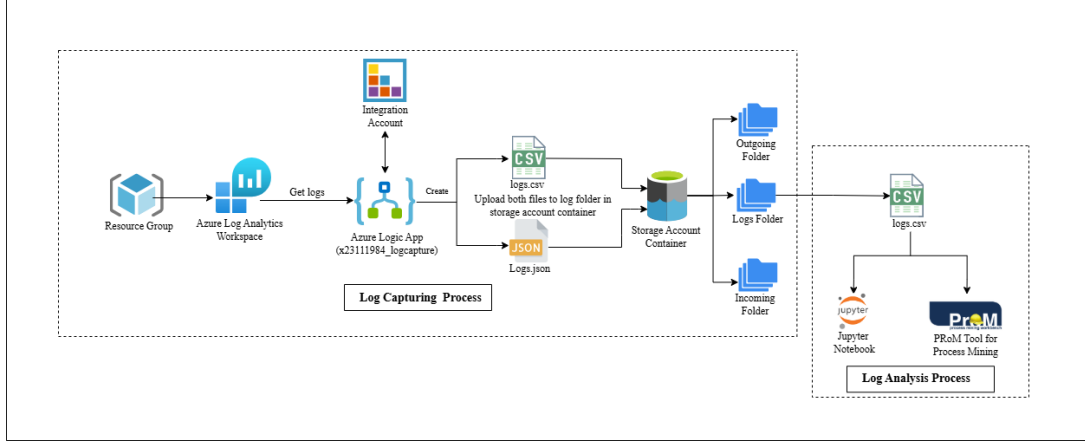 Resource Group
Azure Log Analytics
Workspace
Get logs
Integration
Account
Azure Logic App
(x23111984_logcapture)
Create
CSV
logs.csv
Upload both files to log folder in
storage account container
JSON
Logs.json
Storage Account
Container
Outgoing
Folder
Logs Folder
Incoming
Folder
Log Capturing Process
CSV
logs.csv
jupyter
Jupyter
Notebook
ProM
process mining workbench
PRoM Tool for
Process Mining
Log Analysis Process